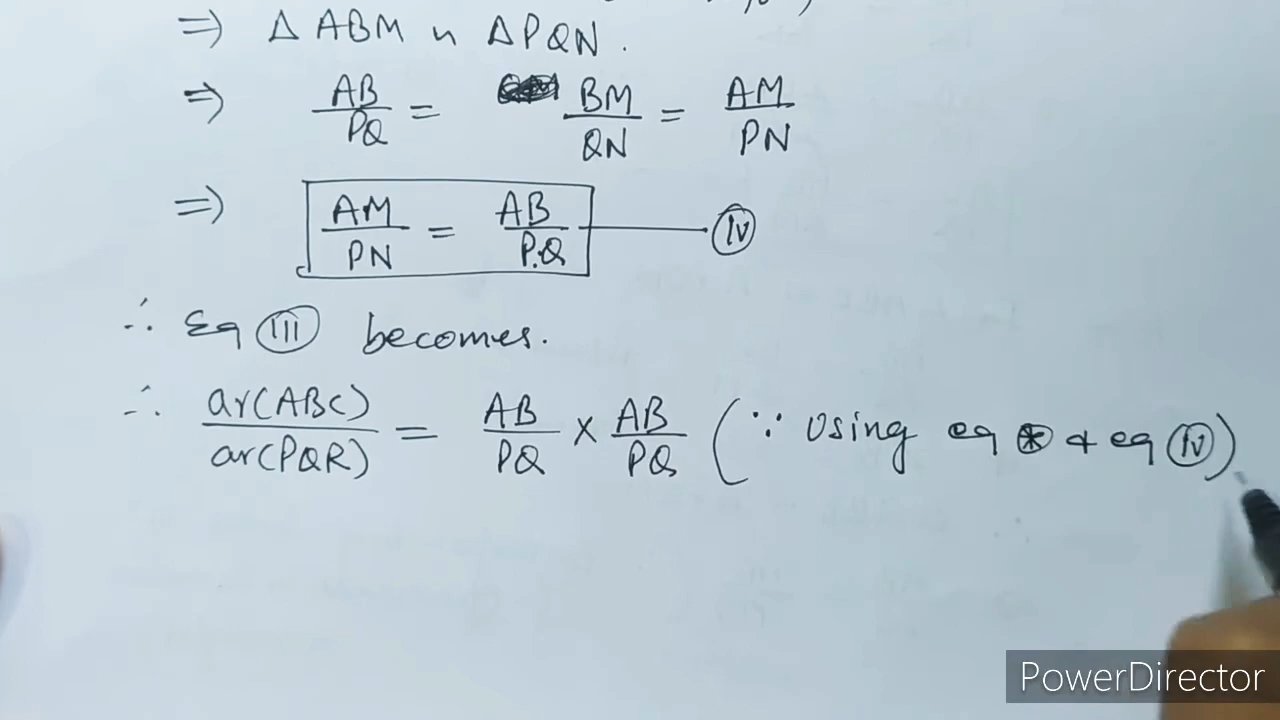 ⇒ Δ ABM ~ Δ PQN.
⇒ AB/PQ = BM/QN = AM/PN
⇒ AM/PN = AB/P.Q — (IV)
∴ Eq (III) becomes.
∴ ar(ABC)/ar(PQR) = AB/PQ × AB/PQ (∵ Using eq ⊛ & eq (IV))
PowerDirector